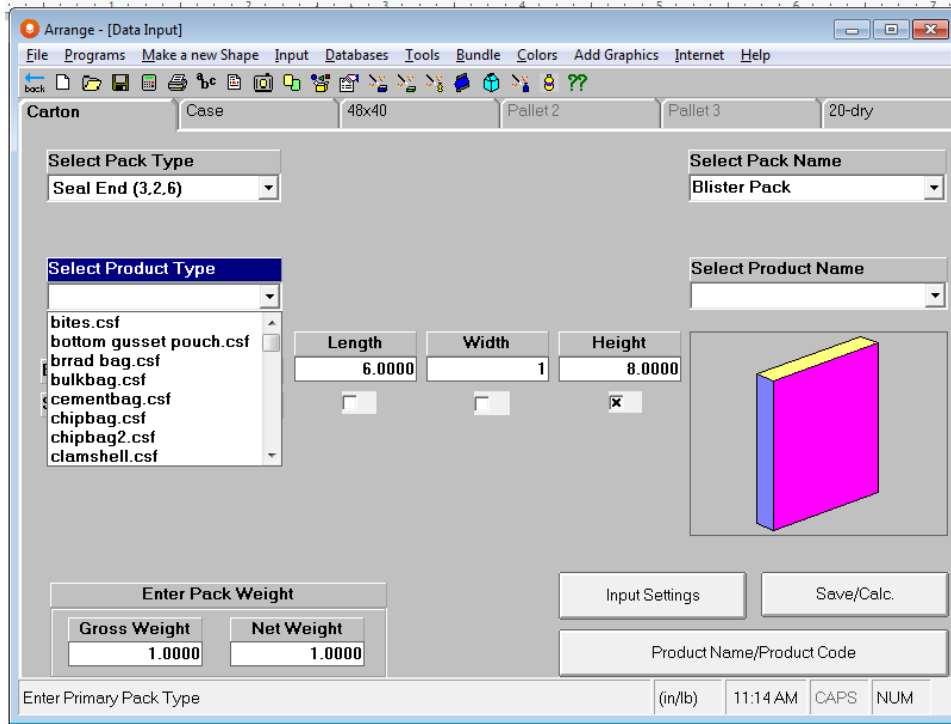 Arrange - [Data Input]
File Programs Make a new Shape Input Databases Tools Bundle Colors Add Graphics Internet Help
back abc ??
Carton Case 48x40 Pallet 2 Pallet 3 20-dry
Select Pack Type Select Pack Name
Seal End (3,2,6) Blister Pack
Select Product Type Select Product Name
bites.csf
bottom gusset pouch.csf
brrad bag.csf
bulkbag.csf
cementbag.csf
chipbag.csf
chipbag2.csf
clamshell.csf
Length Width Height
6.0000 1 8.0000
Enter Pack Weight
Gross Weight Net Weight
1.0000 1.0000
Input Settings Save/Calc.
Product Name/Product Code
Enter Primary Pack Type (in/lb) 11:14 AM CAPS NUM